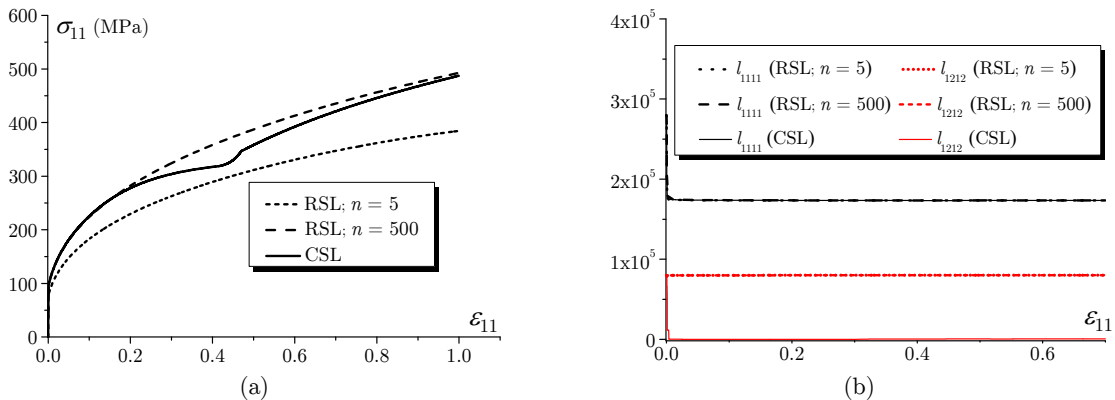 600
500
400
300
200
100
0
σ11 (MPa)
RSL; n = 5
RSL; n = 500
CSL
ε11
0.0 0.2 0.4 0.6 0.8 1.0
(a)
4x10^5
3x10^5
2x10^5
1x10^5
0
l1111 (RSL; n = 5) l1212 (RSL; n = 5)
l1111 (RSL; n = 500) l1212 (RSL; n = 500)
l1111 (CSL) l1212 (CSL)
ε11
0.0 0.2 0.4 0.6
(b)